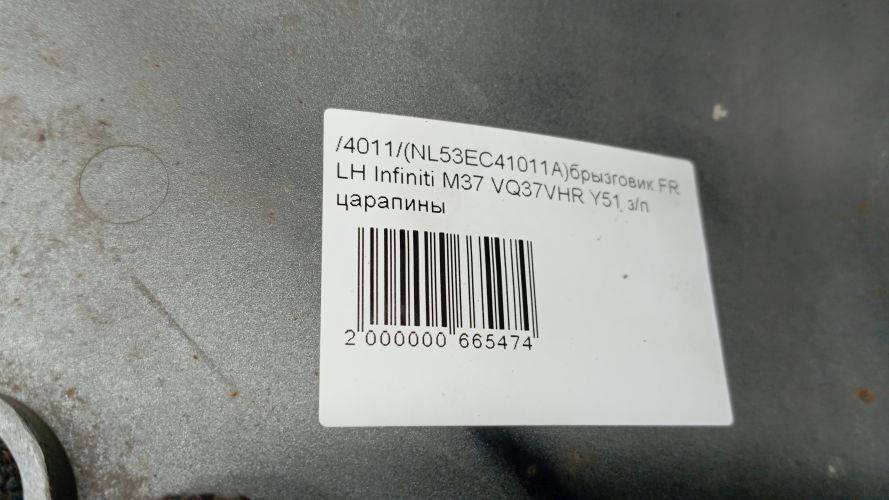 /4011/(NL53EC41011A)брызговик FR
LH Infiniti M37 VQ37VHR Y51 з/п
царапины
2 000000 665474